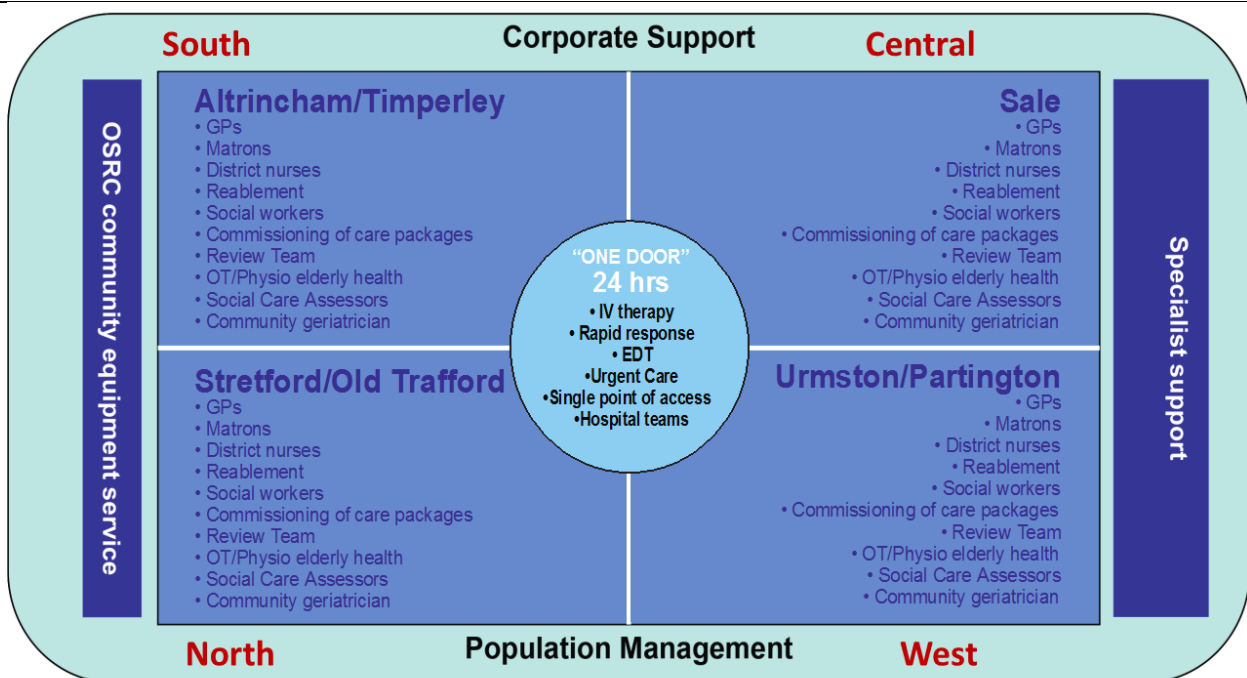 South
Corporate Support
Central
OSRC community equipment service
Altrincham/Timperley
• GPs
• Matrons
• District nurses
• Reablement
• Social workers
• Commissioning of care packages
• Review Team
• OT/Physio elderly health
• Social Care Assessors
• Community geriatrician
Sale
• GPs
• Matrons
• District nurses
• Reablement
• Social workers
• Commissioning of care packages
• Review Team
• OT/Physio elderly health
• Social Care Assessors
• Community geriatrician
"ONE DOOR"
24 hrs
• IV therapy
• Rapid response
• EDT
•Urgent Care
•Single point of access
•Hospital teams
Stretford/Old Trafford
• GPs
• Matrons
• District nurses
• Reablement
• Social workers
• Commissioning of care packages
• Review Team
• OT/Physio elderly health
• Social Care Assessors
• Community geriatrician
Urmston/Partington
• GPs
• Matrons
• District nurses
• Reablement
• Social workers
• Commissioning of care packages
• Review Team
• OT/Physio elderly health
• Social Care Assessors
• Community geriatrician
Specialist support
North
Population Management
West